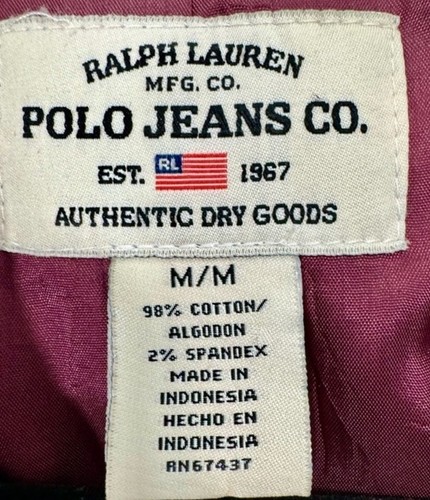 RALPH LAUREN
MFG. CO.
POLO JEANS CO.
EST. RL 1967
AUTHENTIC DRY GOODS
M/M
98% COTTON/
ALGODON
2% SPANDEX
MADE IN
INDONESIA
HECHO EN
INDONESIA
RN67437